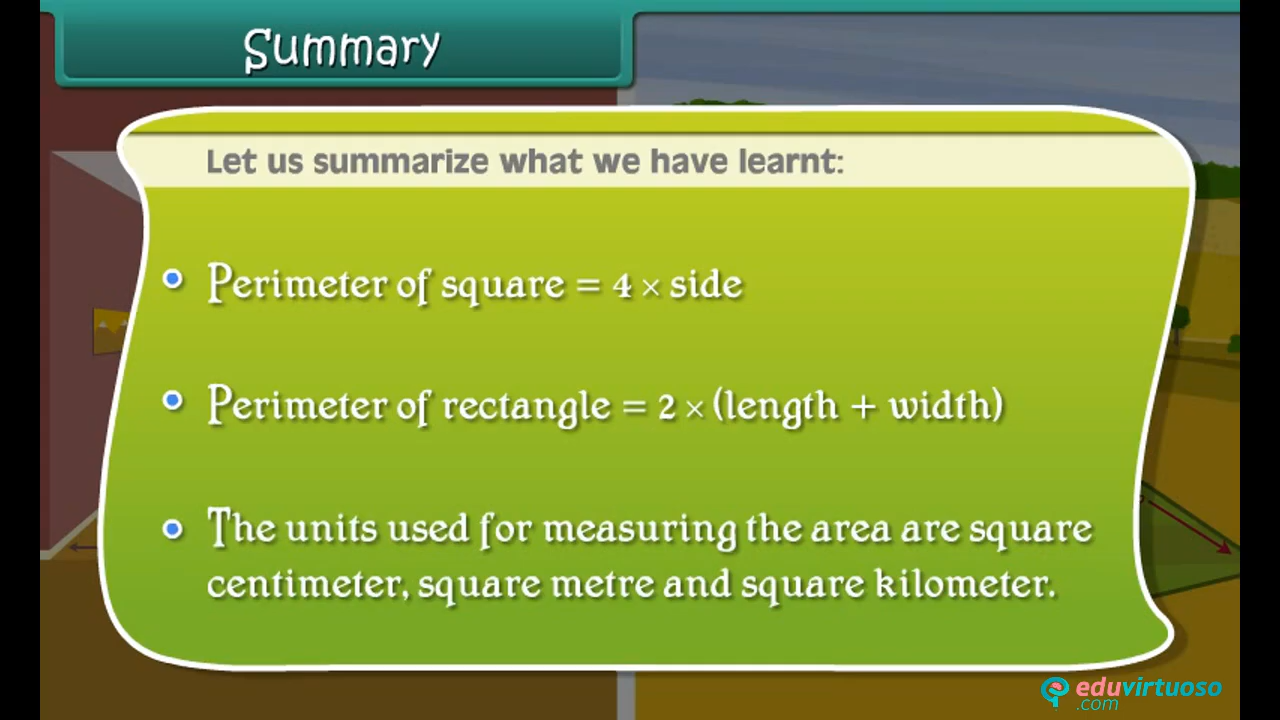 Summary
Let us summarize what we have learnt:
Perimeter of square = 4 × side
Perimeter of rectangle = 2 × (length + width)
The units used for measuring the area are square
centimeter, square metre and square kilometer.
eduvirtuoso
.com